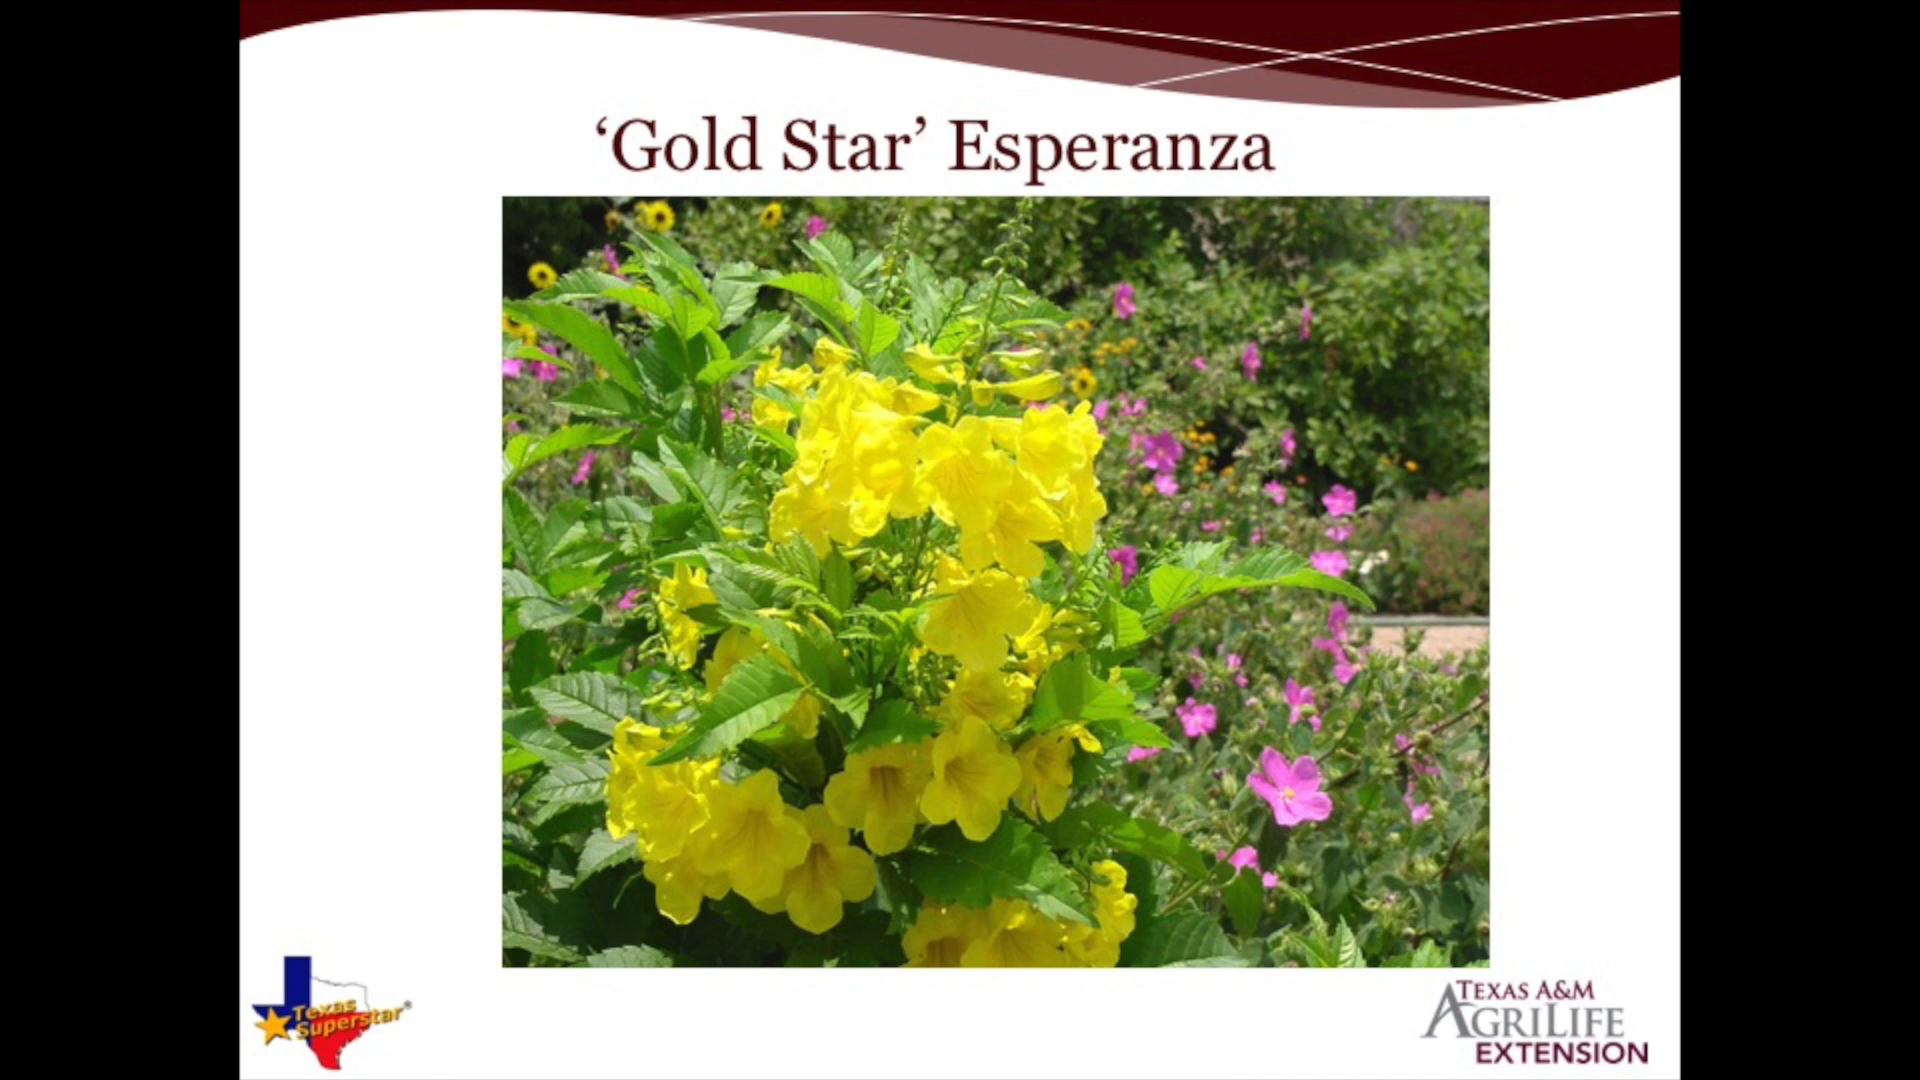 ‘Gold Star’ Esperanza
Texas
Superstar®
TEXAS A&M
AGRILIFE
EXTENSION